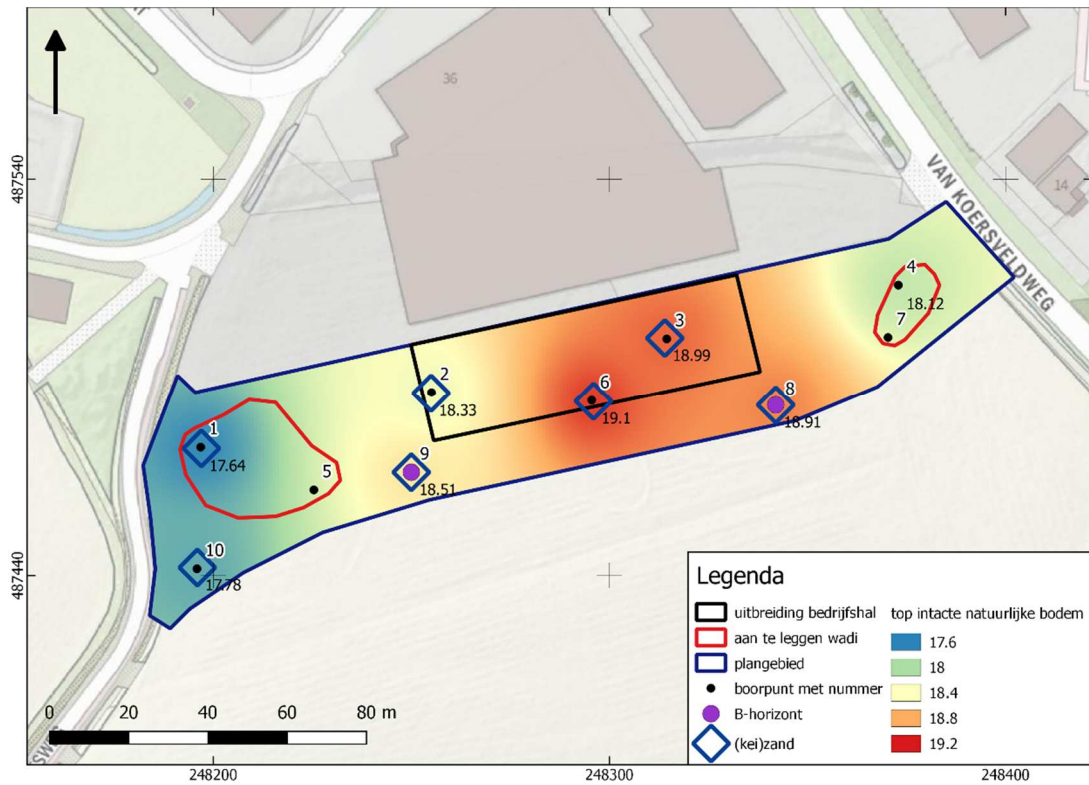 36
VAN KOERSVELDWEG
14
487540
4
18.12
7
3
18.99
2
18.33
6
19.1
8
18.91
1
17.64
5
9
18.51
10
17.78
487440
0 20 40 60 80 m
248200 248300 248400
Legenda
uitbreiding bedrijfshal
aan te leggen wadi
plangebied
boorpunt met nummer
B-horizont
(kei)zand
top intacte natuurlijke bodem
17.6
18
18.4
18.8
19.2